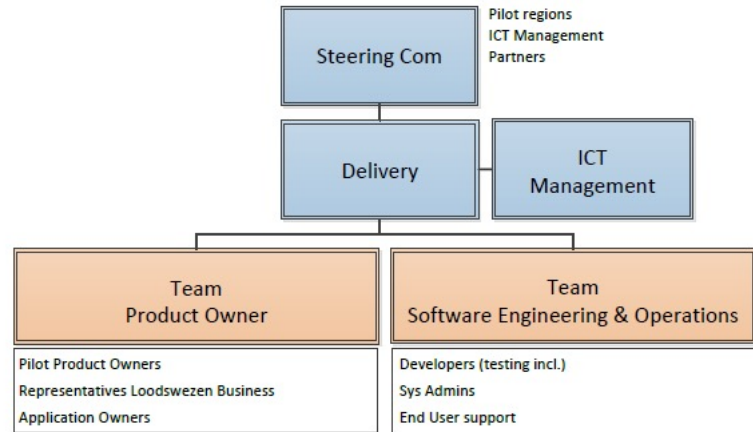 Steering Com
Pilot regions
ICT Management
Partners
Delivery
ICT
Management
Team
Product Owner
Team
Software Engineering & Operations
Pilot Product Owners
Representatives Loodswezen Business
Application Owners
Developers (testing incl.)
Sys Admins
End User support